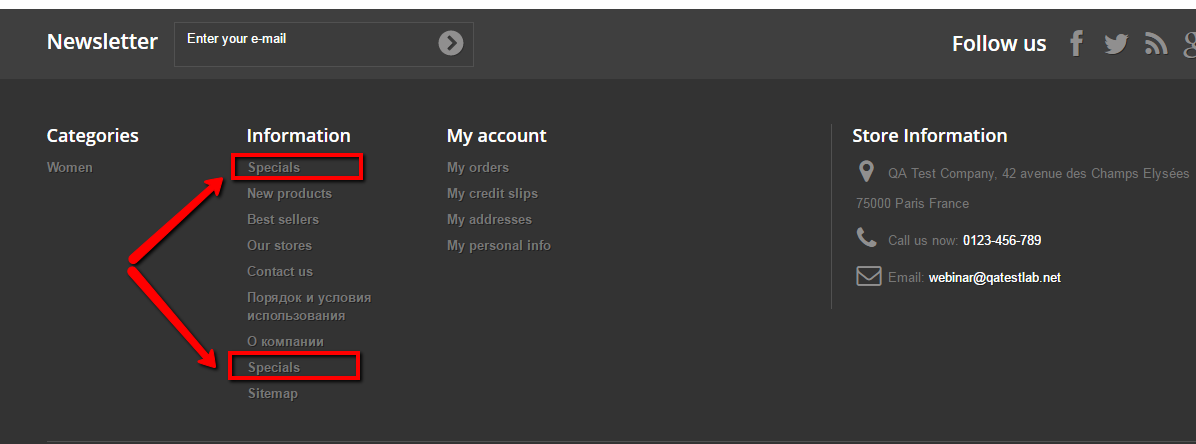 Newsletter
Enter your e-mail
Follow us
Categories
Women
Information
Specials
New products
Best sellers
Our stores
Contact us
Порядок и условия
использования
О компании
Specials
Sitemap
My account
My orders
My credit slips
My addresses
My personal info
Store Information
QA Test Company, 42 avenue des Champs Elysées
75000 Paris France
Call us now: 0123-456-789
Email: webinar@qatestlab.net